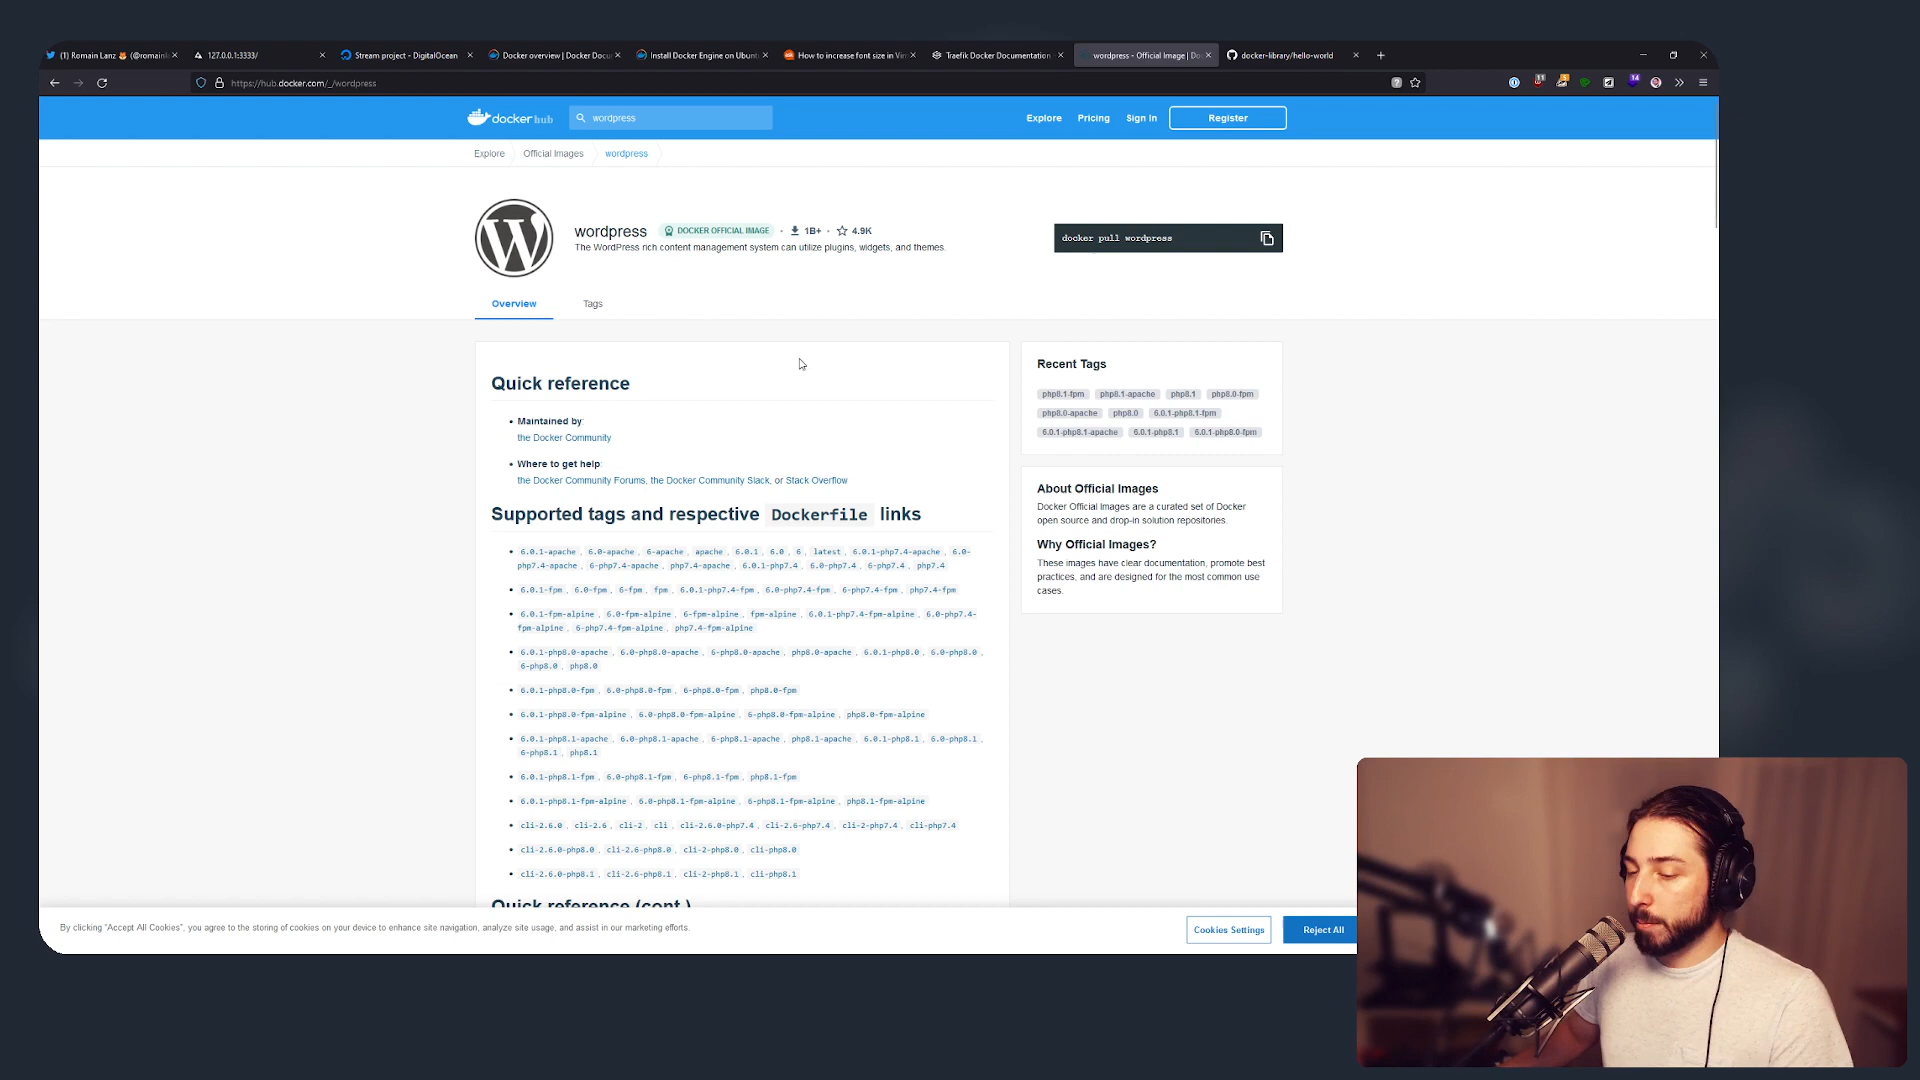 (1) Romain Lanz 🦊 (@romainl
127.0.0.1:3333/
Stream project - DigitalOcean
Docker overview | Docker Docu
Install Docker Engine on Ubunt
How to increase font size in Vim
Traefik Docker Documentation
wordpress - Official Image | Do
docker-library/hello-world
https://hub.docker.com/_/wordpress
11
5
14
docker hub
wordpress
Explore
Pricing
Sign In
Register
Explore
Official Images
wordpress
wordpress
DOCKER OFFICIAL IMAGE
· 1B+ · 4.9K
The WordPress rich content management system can utilize plugins, widgets, and themes.
docker pull wordpress
Overview
Tags
Quick reference
• Maintained by:
the Docker Community
• Where to get help:
the Docker Community Forums, the Docker Community Slack, or Stack Overflow
Supported tags and respective Dockerfile links
• 6.0.1-apache , 6.0-apache , 6-apache , apache , 6.0.1 , 6.0 , 6 , latest , 6.0.1-php7.4-apache , 6.0-
php7.4-apache , 6-php7.4-apache , php7.4-apache , 6.0.1-php7.4 , 6.0-php7.4 , 6-php7.4 , php7.4
• 6.0.1-fpm , 6.0-fpm , 6-fpm , fpm , 6.0.1-php7.4-fpm , 6.0-php7.4-fpm , 6-php7.4-fpm , php7.4-fpm
• 6.0.1-fpm-alpine , 6.0-fpm-alpine , 6-fpm-alpine , fpm-alpine , 6.0.1-php7.4-fpm-alpine , 6.0-php7.4-
fpm-alpine , 6-php7.4-fpm-alpine , php7.4-fpm-alpine
• 6.0.1-php8.0-apache , 6.0-php8.0-apache , 6-php8.0-apache , php8.0-apache , 6.0.1-php8.0 , 6.0-php8.0 ,
6-php8.0 , php8.0
• 6.0.1-php8.0-fpm , 6.0-php8.0-fpm , 6-php8.0-fpm , php8.0-fpm
• 6.0.1-php8.0-fpm-alpine , 6.0-php8.0-fpm-alpine , 6-php8.0-fpm-alpine , php8.0-fpm-alpine
• 6.0.1-php8.1-apache , 6.0-php8.1-apache , 6-php8.1-apache , php8.1-apache , 6.0.1-php8.1 , 6.0-php8.1 ,
6-php8.1 , php8.1
• 6.0.1-php8.1-fpm , 6.0-php8.1-fpm , 6-php8.1-fpm , php8.1-fpm
• 6.0.1-php8.1-fpm-alpine , 6.0-php8.1-fpm-alpine , 6-php8.1-fpm-alpine , php8.1-fpm-alpine
• cli-2.6.0 , cli-2.6 , cli-2 , cli , cli-2.6.0-php7.4 , cli-2.6-php7.4 , cli-2-php7.4 , cli-php7.4
• cli-2.6.0-php8.0 , cli-2.6-php8.0 , cli-2-php8.0 , cli-php8.0
• cli-2.6.0-php8.1 , cli-2.6-php8.1 , cli-2-php8.1 , cli-php8.1
Quick reference (cont.)
Recent Tags
php8.1-fpm php8.1-apache php8.1 php8.0-fpm
php8.0-apache php8.0 6.0.1-php8.1-fpm
6.0.1-php8.1-apache 6.0.1-php8.1 6.0.1-php8.0-fpm
About Official Images
Docker Official Images are a curated set of Docker
open source and drop-in solution repositories.
Why Official Images?
These images have clear documentation, promote best
practices, and are designed for the most common use
cases.
By clicking "Accept All Cookies", you agree to the storing of cookies on your device to enhance site navigation, analyze site usage, and assist in our marketing efforts.
Cookies Settings
Reject All